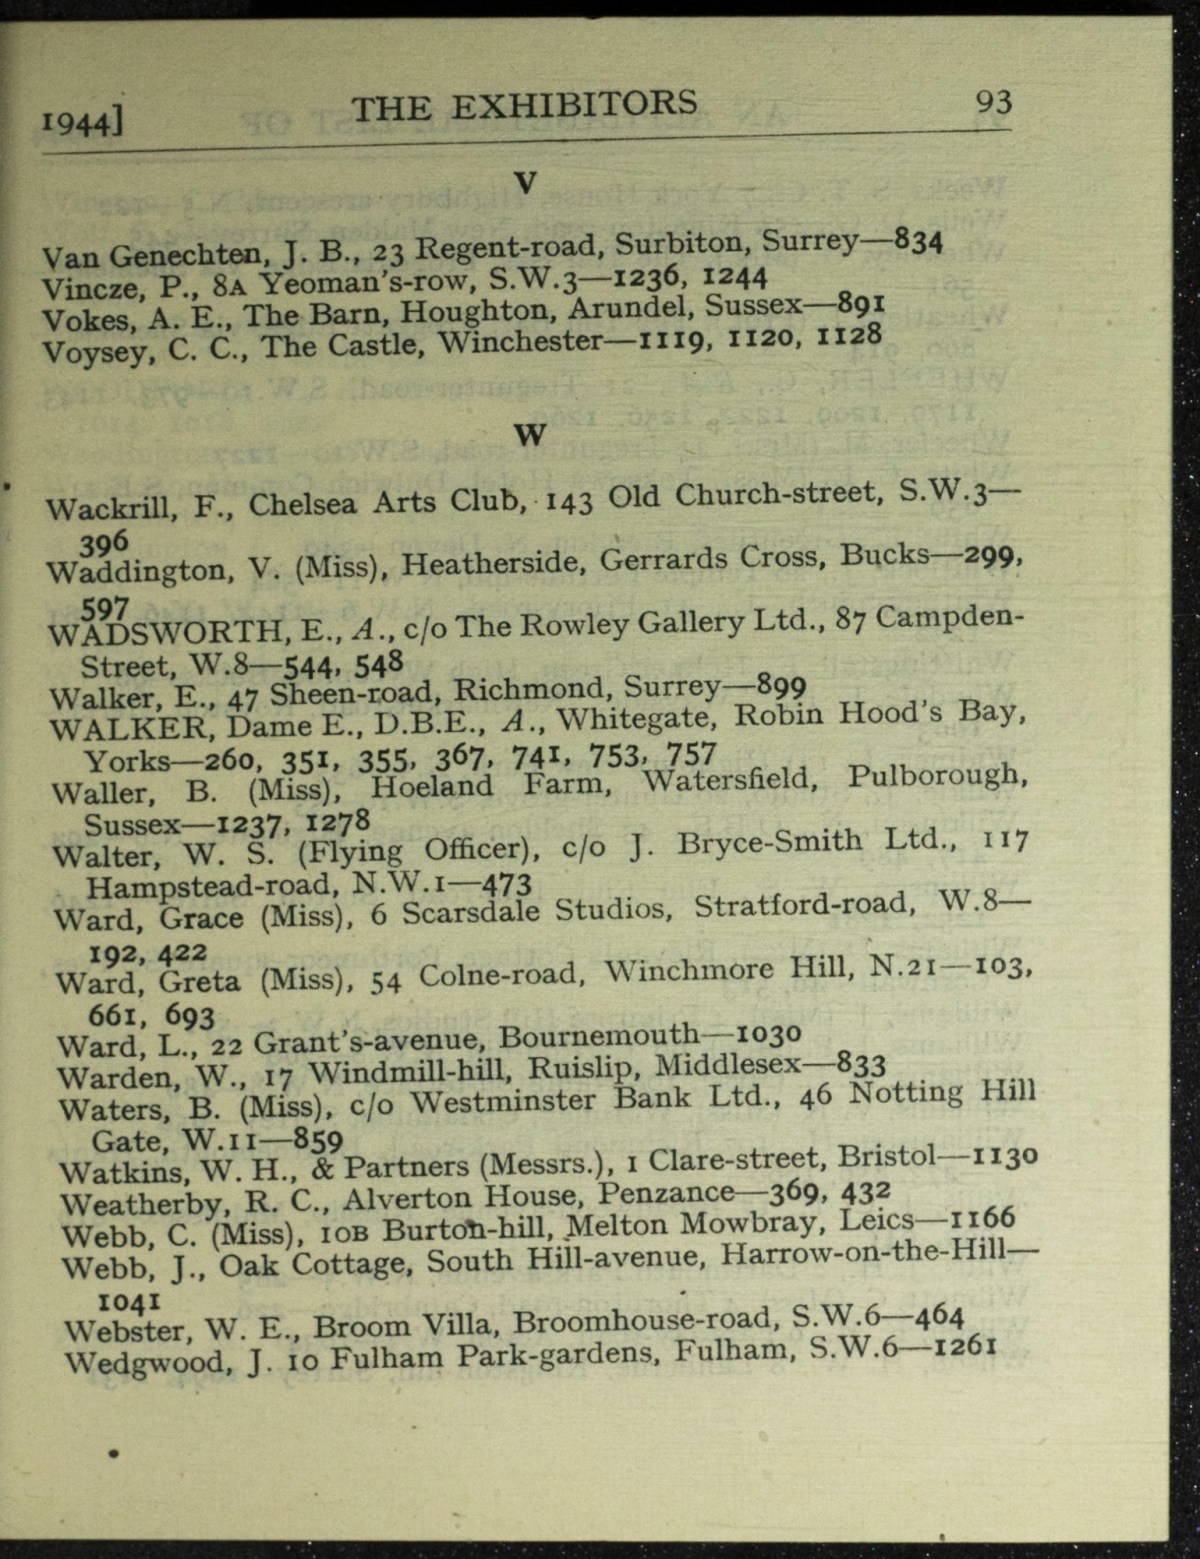 1944]
THE EXHIBITORS
93
V
Van Genechten, J. B., 23 Regent-road, Surbiton, Surrey—834
Vincze, P., 8A Yeoman's-row, S.W.3—1236, 1244
Vokes, A. E., The Barn, Houghton, Arundel, Sussex—891
Voysey, C. C., The Castle, Winchester—1119, 1120, 1128
W
Wackrill, F., Chelsea Arts Club, 143 Old Church-street, S.W.3—
396
Waddington, V. (Miss), Heatherside, Gerrards Cross, Bucks—299,
597
WADSWORTH, E., A., c/o The Rowley Gallery Ltd., 87 Campden-
Street, W.8—544, 548
Walker, E., 47 Sheen-road, Richmond, Surrey—899
WALKER, Dame E., D.B.E., A., Whitegate, Robin Hood's Bay,
Yorks—260, 351, 355, 367, 741, 753, 757
Waller, B. (Miss), Hoeland Farm, Watersfield, Pulborough,
Sussex—1237, 1278
Walter, W. S. (Flying Officer), c/o J. Bryce-Smith Ltd., 117
Hampstead-road, N.W.1—473
Ward, Grace (Miss), 6 Scarsdale Studios, Stratford-road, W.8—
192, 422
Ward, Greta (Miss), 54 Colne-road, Winchmore Hill, N.21—103,
661, 693
Ward, L., 22 Grant's-avenue, Bournemouth—1030
Warden, W., 17 Windmill-hill, Ruislip, Middlesex—833
Waters, B. (Miss), c/o Westminster Bank Ltd., 46 Notting Hill
Gate, W.11—859
Watkins, W. H., & Partners (Messrs.), 1 Clare-street, Bristol—1130
Weatherby, R. C., Alverton House, Penzance—369, 432
Webb, C. (Miss), 10B Burton-hill, Melton Mowbray, Leics—1166
Webb, J., Oak Cottage, South Hill-avenue, Harrow-on-the-Hill—
1041
Webster, W. E., Broom Villa, Broomhouse-road, S.W.6—464
Wedgwood, J. 10 Fulham Park-gardens, Fulham, S.W.6—1261